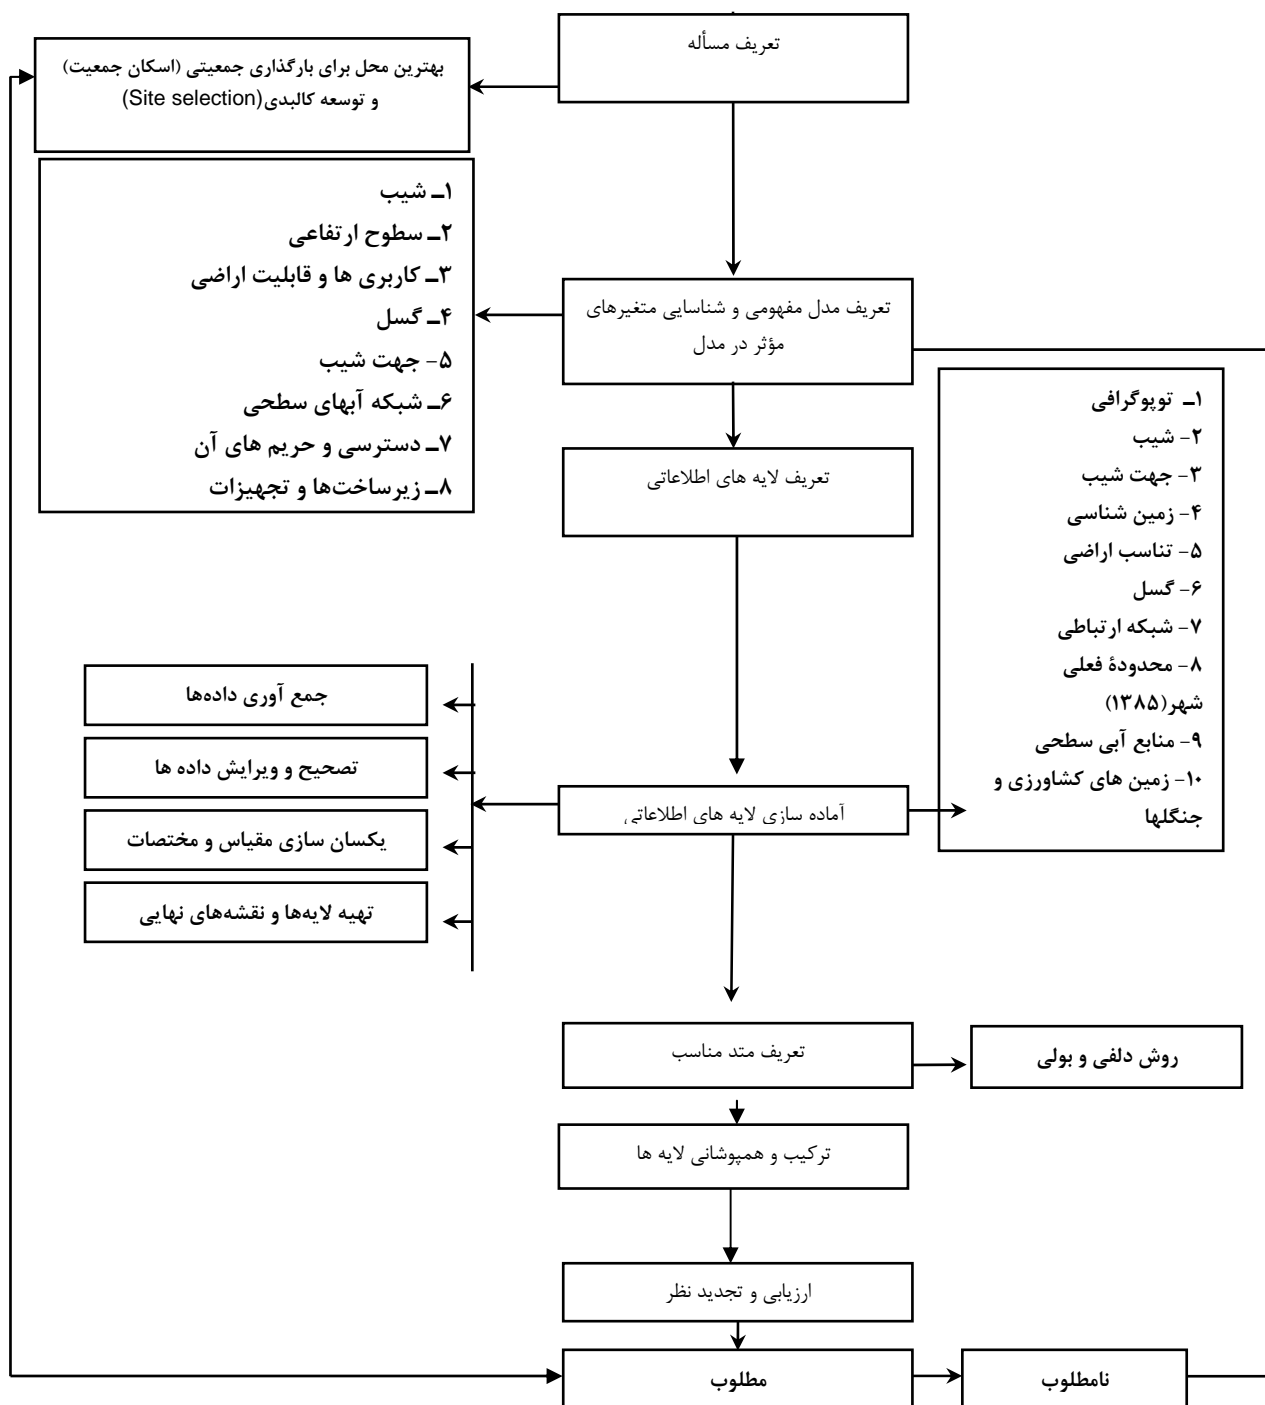 تعریف مسأله
بهترین محل برای بارگذاری جمعیتی (اسکان جمعیت)
و توسعه کالبدی(Site selection)
۱ـ شیب
۲ـ سطوح ارتفاعی
۳ـ کاربری ها و قابلیت اراضی
۴ـ گسل
۵- جهت شیب
۶ـ شبکه آبهای سطحی
۷ـ دسترسی و حریم های آن
۸ـ زیرساخت‌ها و تجهیزات
تعریف مدل مفهومی و شناسایی متغیرهای
مؤثر در مدل
تعریف لایه های اطلاعاتی
۱ـ توپوگرافی
۲- شیب
۳- جهت شیب
۴- زمین شناسی
۵- تناسب اراضی
۶- گسل
۷- شبکه ارتباطی
۸- محدودۀ فعلی
شهر(۱۳۸۵)
۹- منابع آبی سطحی
۱۰- زمین های کشاورزی و
جنگلها
آماده سازی لایه های اطلاعاتی
جمع آوری داده‌ها
تصحیح و ویرایش داده ها
یکسان سازی مقیاس و مختصات
تهیه لایه‌ها و نقشه‌های نهایی
تعریف متد مناسب
روش دلفی و بولی
ترکیب و همپوشانی لایه ها
ارزیابی و تجدید نظر
مطلوب
نامطلوب